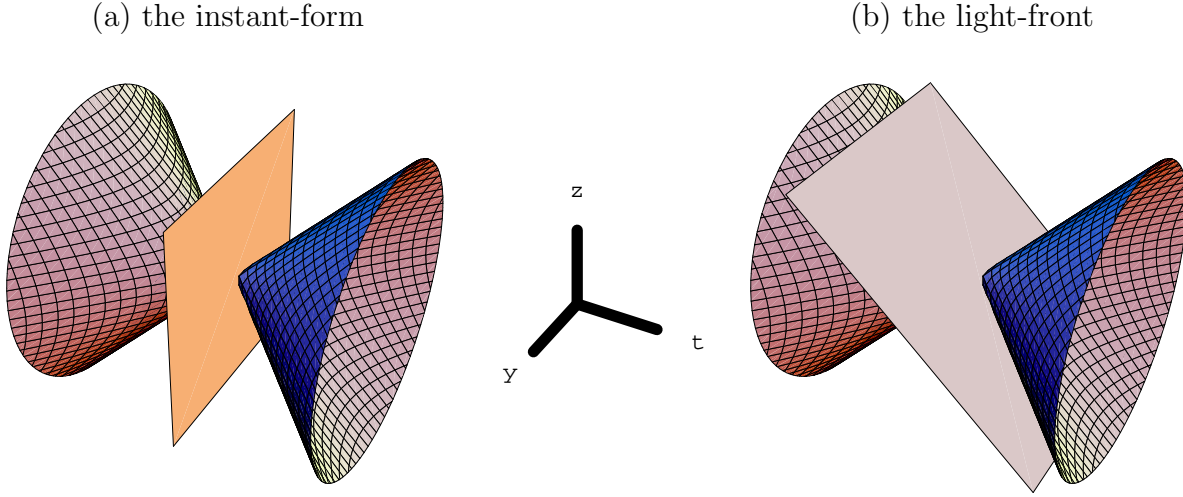 (a) the instant-form
(b) the light-front
z
t
y